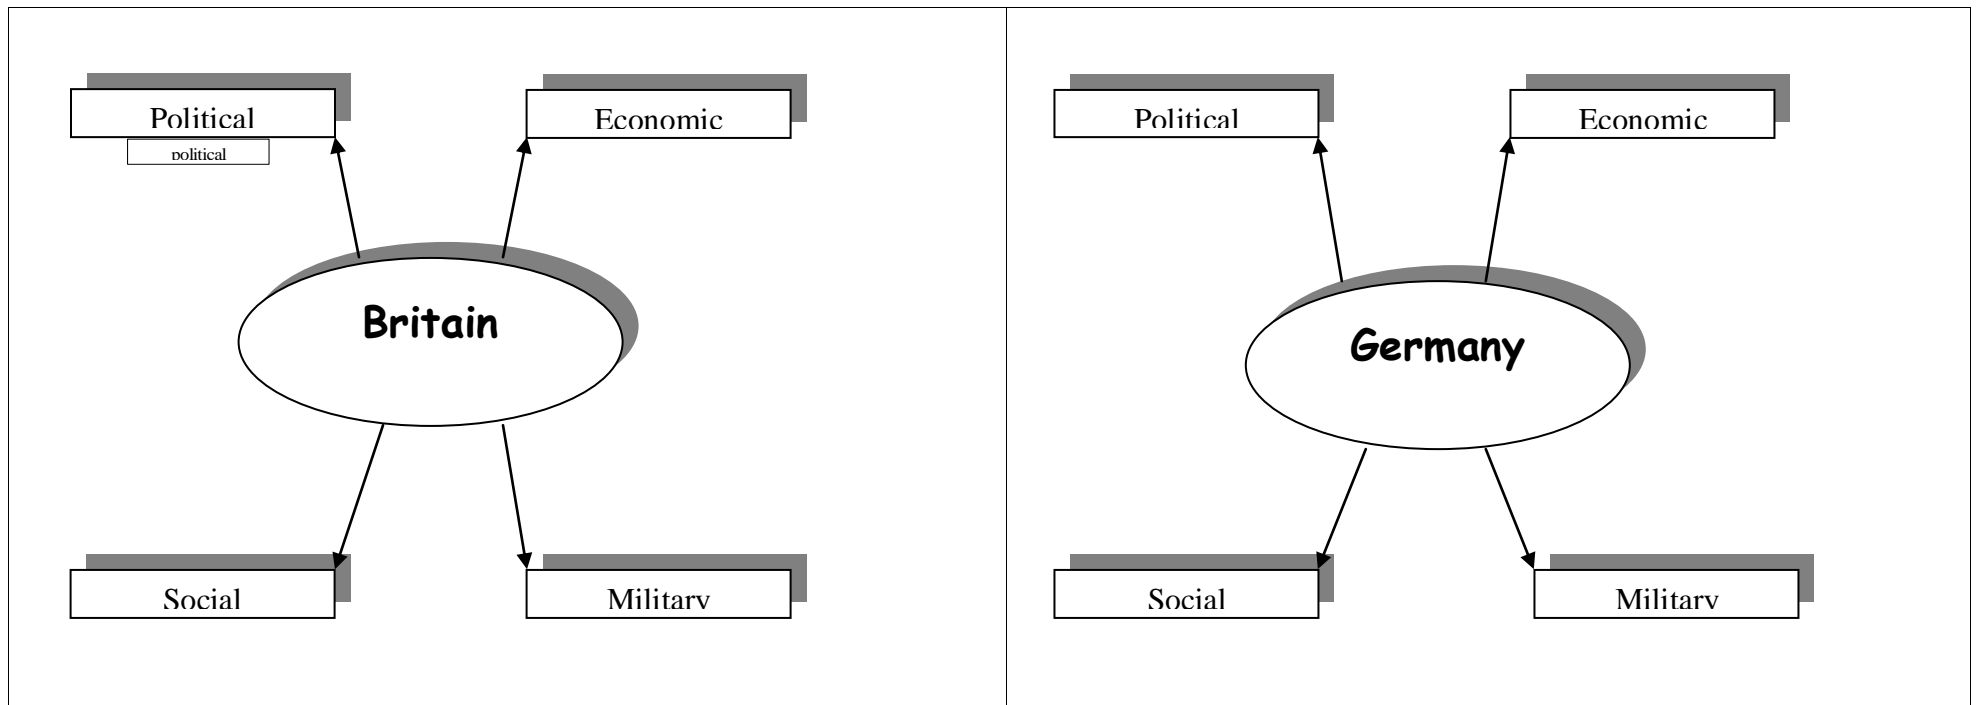 Political
Economic
political
Britain
Social
Military
Political
Economic
Germany
Social
Military